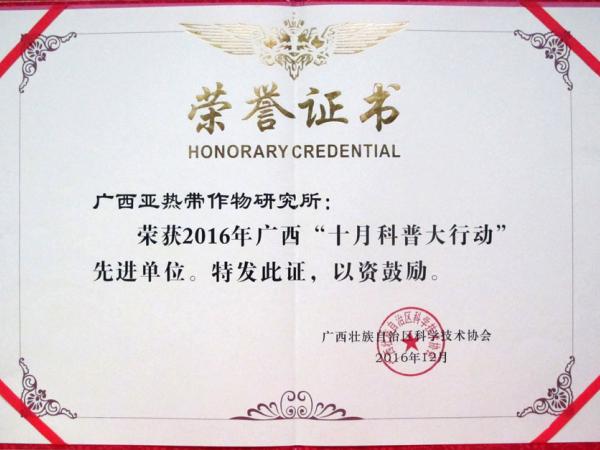 荣誉证书
HONORARY CREDENTIAL
广西亚热带作物研究所：
荣获2016年广西“十月科普大行动”
先进单位。特发此证，以资鼓励。
广西壮族自治区科学技术协会
2016年12月